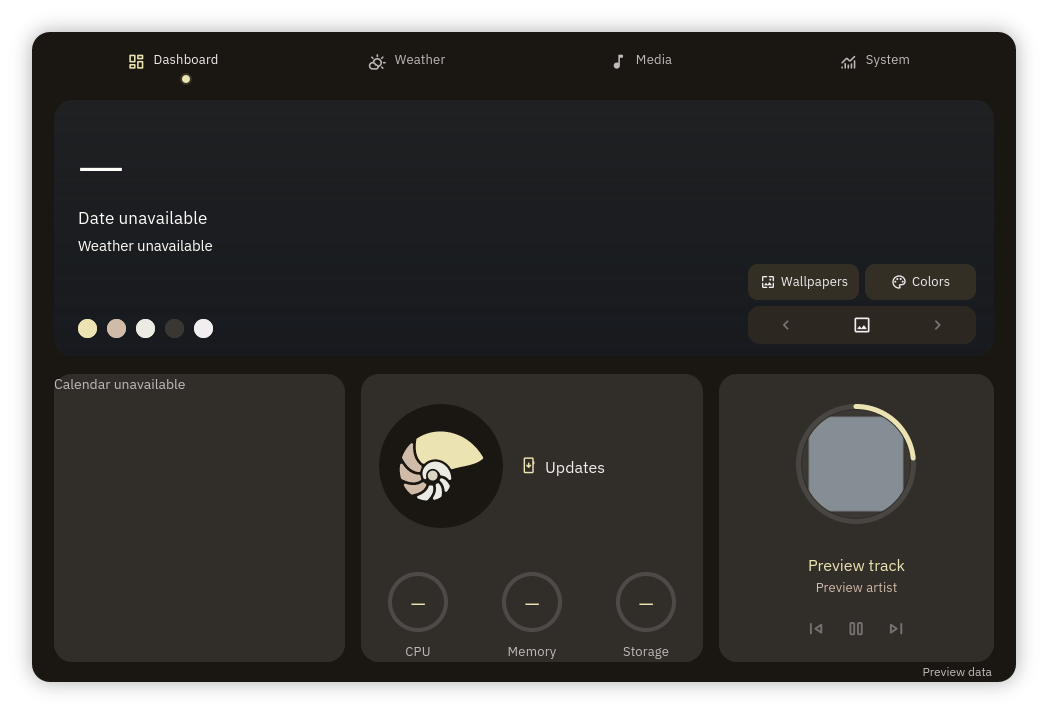 Dashboard
Weather
Media
System
—
Date unavailable
Weather unavailable
Wallpapers
Colors
Calendar unavailable
Updates
—
—
—
CPU
Memory
Storage
Preview track
Preview artist
Preview data